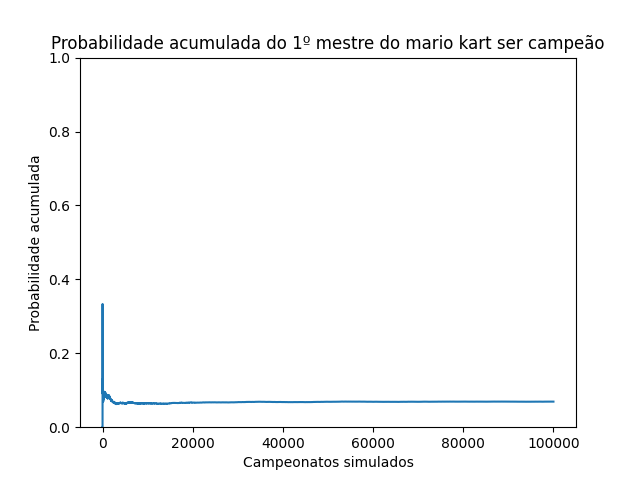 Probabilidade acumulada do 1º mestre do mario kart ser campeão
1.0
0.8
0.6
0.4
0.2
0.0
Probabilidade acumulada
0 20000 40000 60000 80000 100000
Campeonatos simulados